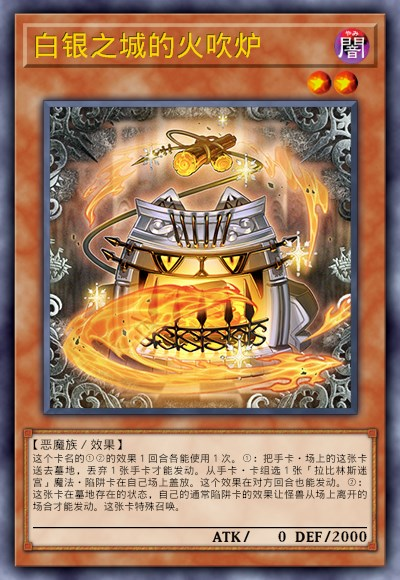 白银之城的火吹炉
やみ
闇
【恶魔族／效果】
这个卡名的①②的效果1回合各能使用1次。①：把手卡·场上的这张卡
送去墓地，丢弃1张手卡才能发动。从手卡·卡组选1张「拉比林斯迷
宫」魔法·陷阱卡在自己场上盖放。这个效果在对方回合也能发动。②：
这张卡在墓地存在的状态，自己的通常陷阱卡的效果让怪兽从场上离开的
场合才能发动。这张卡特殊召唤。
ATK/ 0 DEF/2000